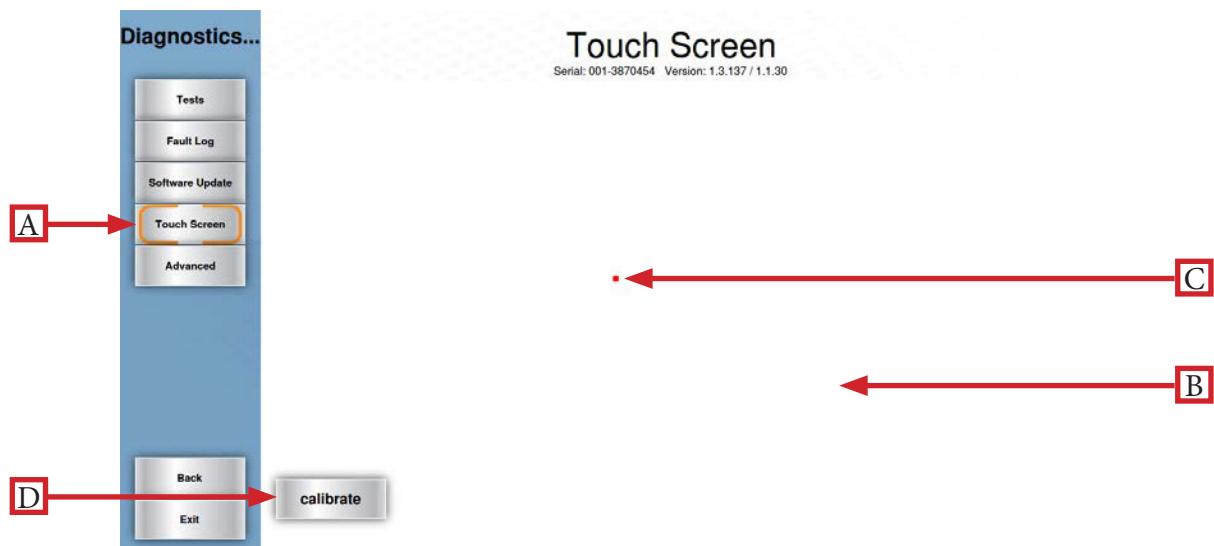 Diagnostics...
Touch Screen
Serial: 001-3870454 Version: 1.3.137 / 1.1.30
Tests
Fault Log
Software Update
A
Touch Screen
Advanced
C
B
Back
D
calibrate
Exit